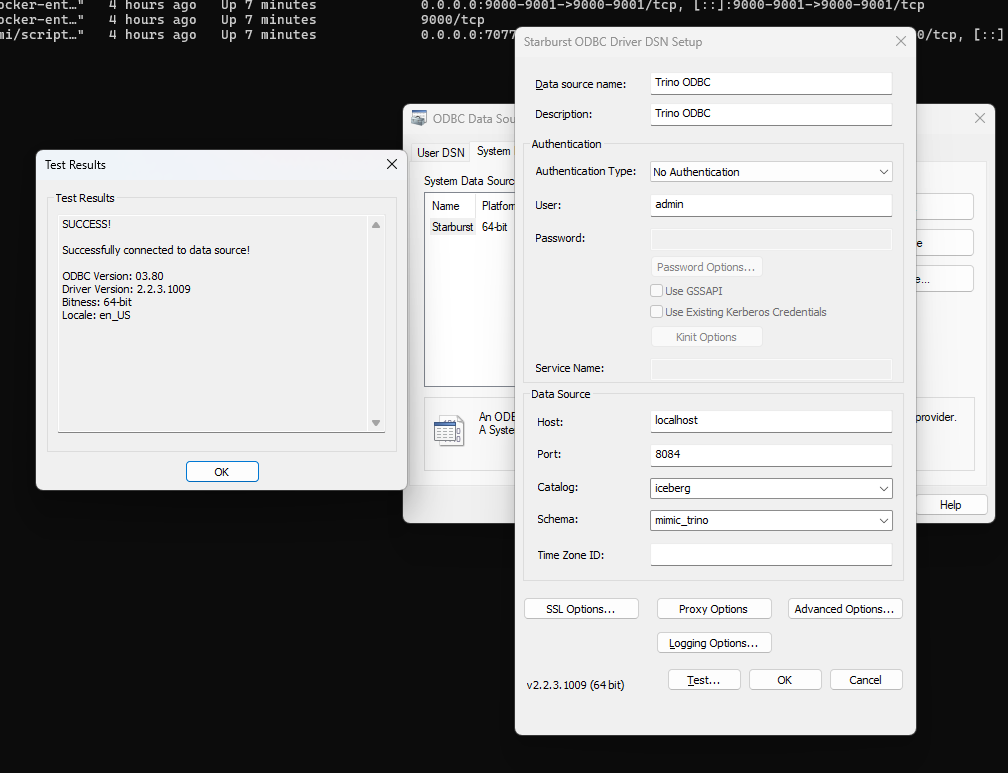 ocker-ent…"   4 hours ago   Up 7 minutes   0.0.0.0:9000-9001->9000-9001/tcp, [::]:9000-9001->9000-9001/tcp
ocker-ent…"   4 hours ago   Up 7 minutes   9000/tcp
mi/script…"   4 hours ago   Up 7 minutes   0.0.0.0:7077   0/tcp, [::]
Starburst ODBC Driver DSN Setup
Data source name: Trino ODBC
Description: Trino ODBC
Authentication
Authentication Type: No Authentication
User: admin
Password:
Password Options...
Use GSSAPI
Use Existing Kerberos Credentials
Kinit Options
Service Name:
Data Source
Host: localhost
Port: 8084
Catalog: iceberg
Schema: mimic_trino
Time Zone ID:
SSL Options...
Proxy Options
Advanced Options...
Logging Options...
v2.2.3.1009 (64 bit)
Test...
OK
Cancel
ODBC Data Sou
User DSN
System
System Data Sourc
Name
Platform
Starburst
64-bit
e
e...
An ODB
A Syste
provider.
Help
Test Results
Test Results
SUCCESS!
Successfully connected to data source!
ODBC Version: 03.80
Driver Version: 2.2.3.1009
Bitness: 64-bit
Locale: en_US
OK